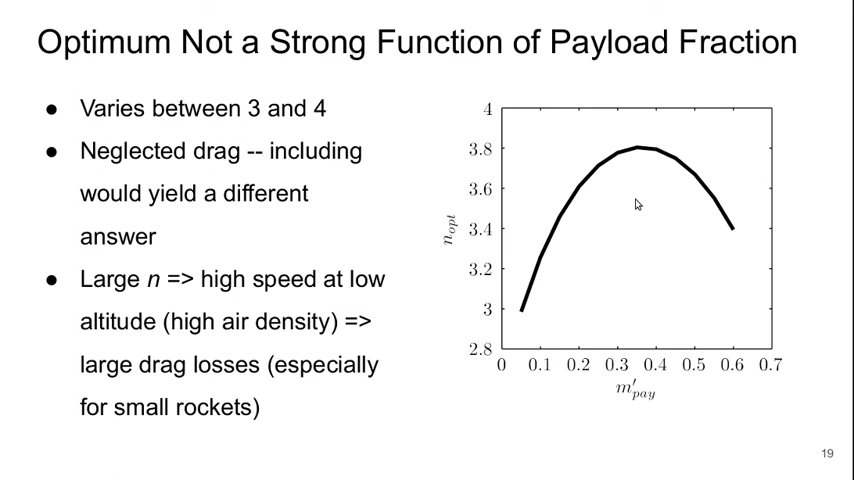 Optimum Not a Strong Function of Payload Fraction
● Varies between 3 and 4
● Neglected drag -- including
would yield a different
answer
● Large n => high speed at low
altitude (high air density) =>
large drag losses (especially
for small rockets)
4
3.8
3.6
3.4
3.2
3
2.8
n_opt
0 0.1 0.2 0.3 0.4 0.5 0.6 0.7
m′_pay
19